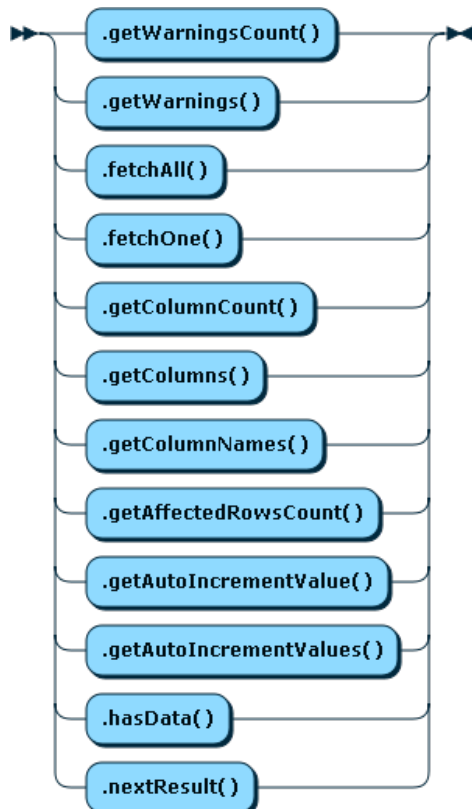 .getWarningsCount()
.getWarnings()
.fetchAll()
.fetchOne()
.getColumnCount()
.getColumns()
.getColumnNames()
.getAffectedRowsCount()
.getAutoIncrementValue()
.getAutoIncrementValues()
.hasData()
.nextResult()